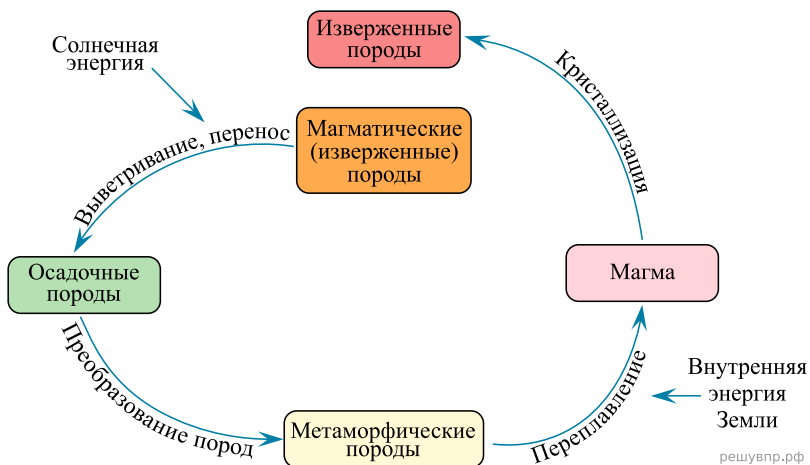 Изверженные
породы
Солнечная
энергия
Кристаллизация
Выветривание, перенос
Магматические
(изверженные)
породы
Осадочные
породы
Магма
Преобразование пород
Метаморфические
породы
Переплавление
Внутренняя
энергия
Земли
решувпр.рф